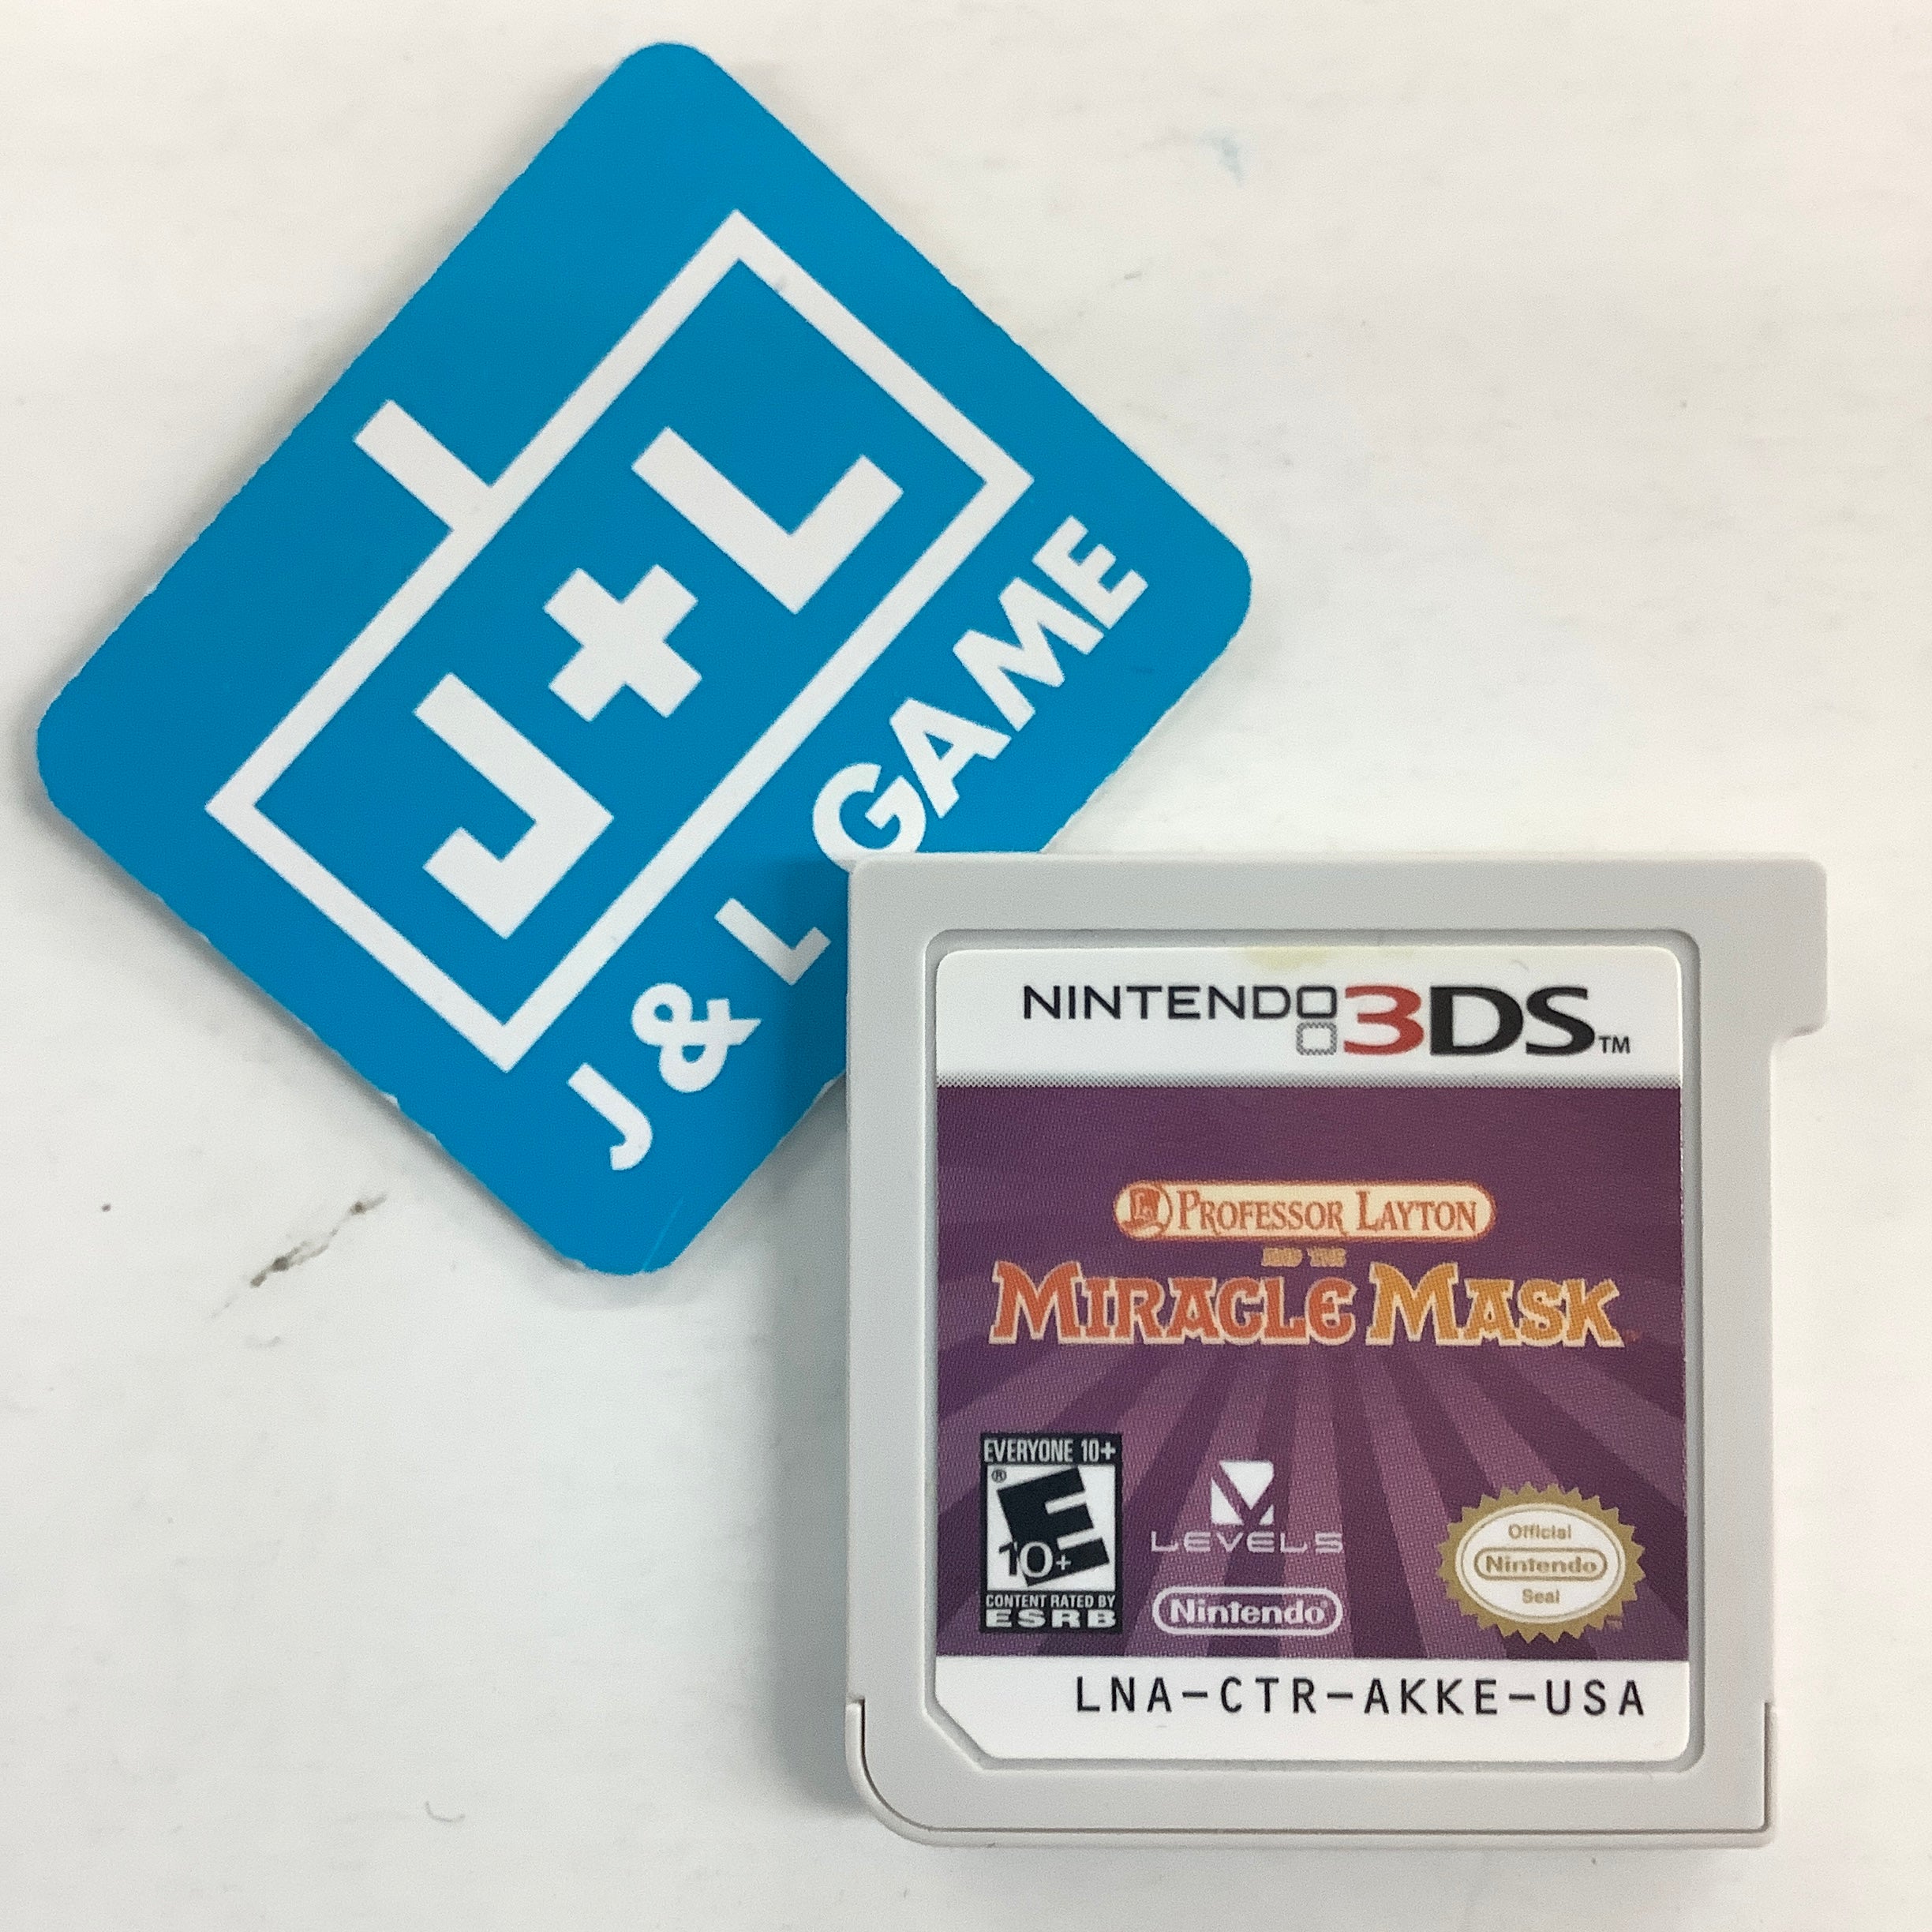 J+L
J & L GAME
NINTENDO 3DS™
PROFESSOR LAYTON
AND THE
MIRACLE MASK
EVERYONE 10+
®
E
10+
CONTENT RATED BY
ESRB
LEVEL5
Nintendo®
Official
Nintendo
Seal
LNA-CTR-AKKE-USA